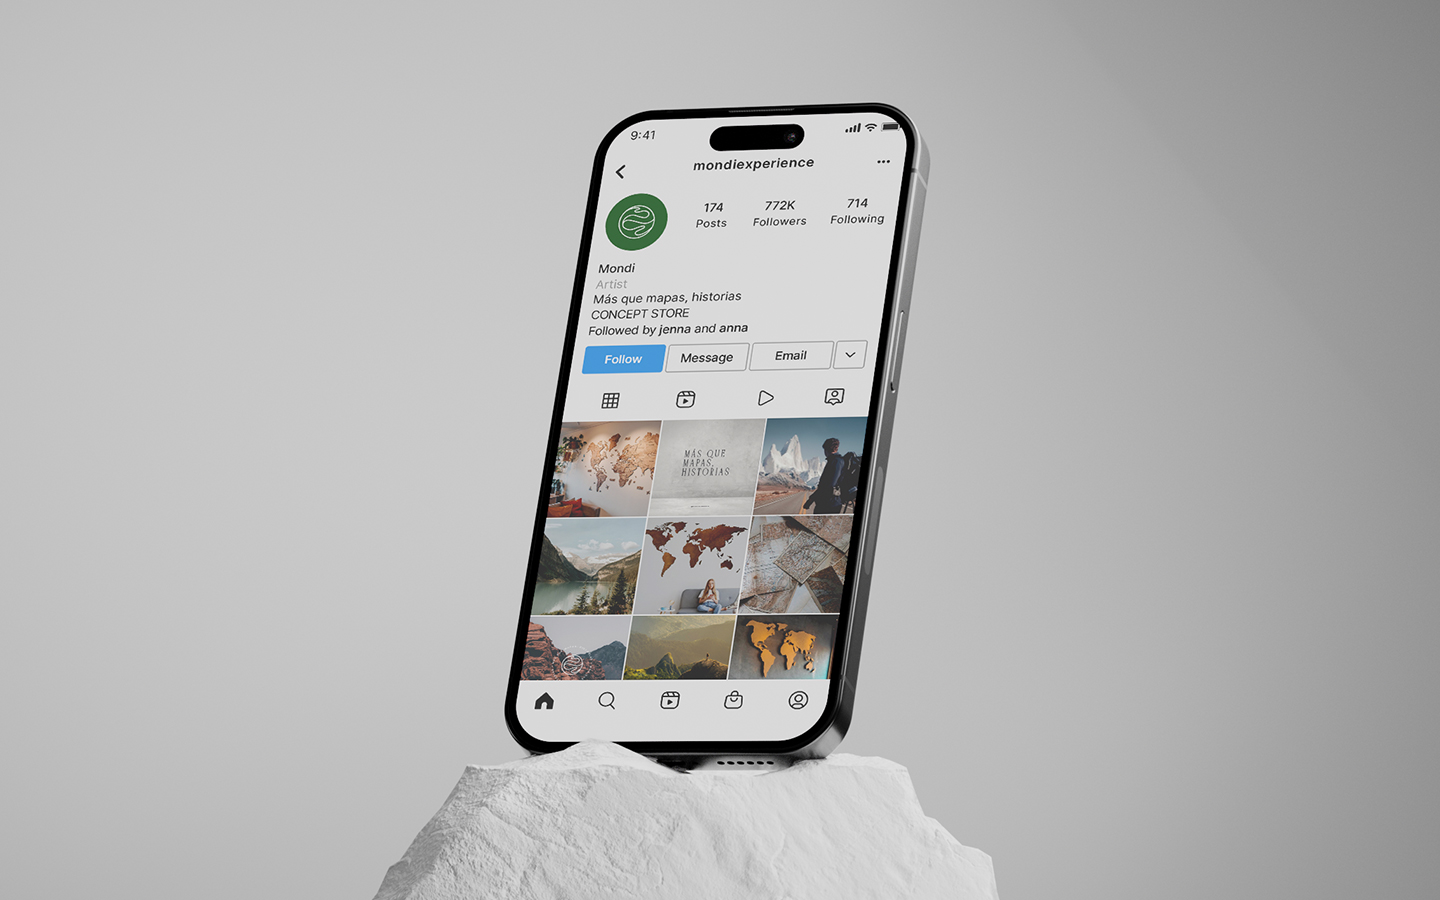 9:41
mondiexperience
174 772K 714
Posts Followers Following
Mondi
Artist
Más que mapas, historias
CONCEPT STORE
Followed by jenna and anna
Follow Message Email
MÁS QUE
MAPAS,
HISTORIAS